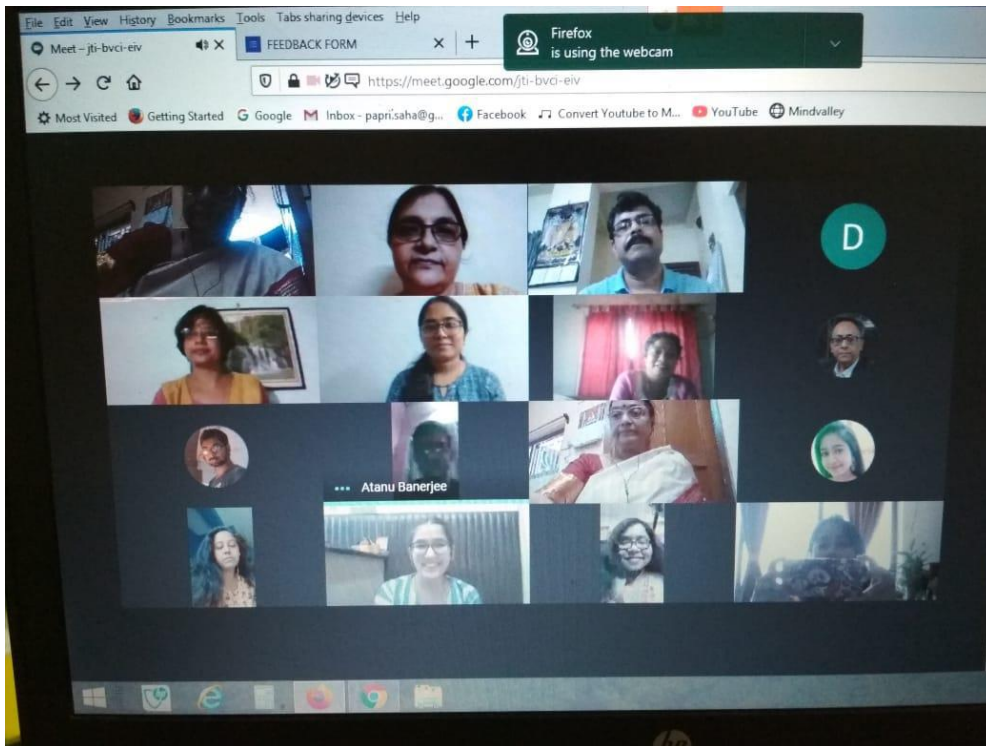 File Edit View History Bookmarks Tools Tabs sharing devices Help
Meet – jti-bvci-eiv
FEEDBACK FORM
Firefox
is using the webcam
https://meet.google.com/jti-bvci-eiv
Most Visited Getting Started G Google M Inbox - papri.saha@g... Facebook Convert Youtube to M... YouTube Mindvalley
D
... Atanu Banerjee
hp